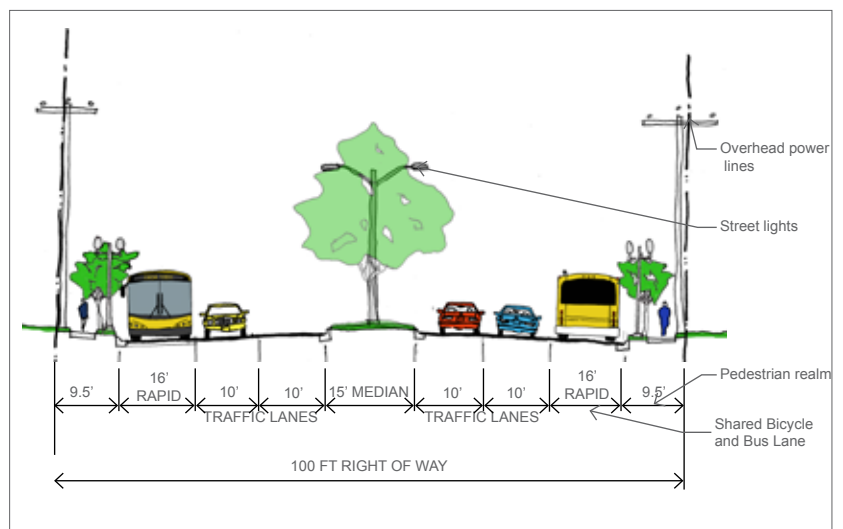 Overhead power
lines
Street lights
9.5’
16’
RAPID
10’
10’
15’ MEDIAN
10’
10’
16’
RAPID
9.5’
TRAFFIC LANES
TRAFFIC LANES
Pedestrian realm
Shared Bicycle
and Bus Lane
100 FT RIGHT OF WAY